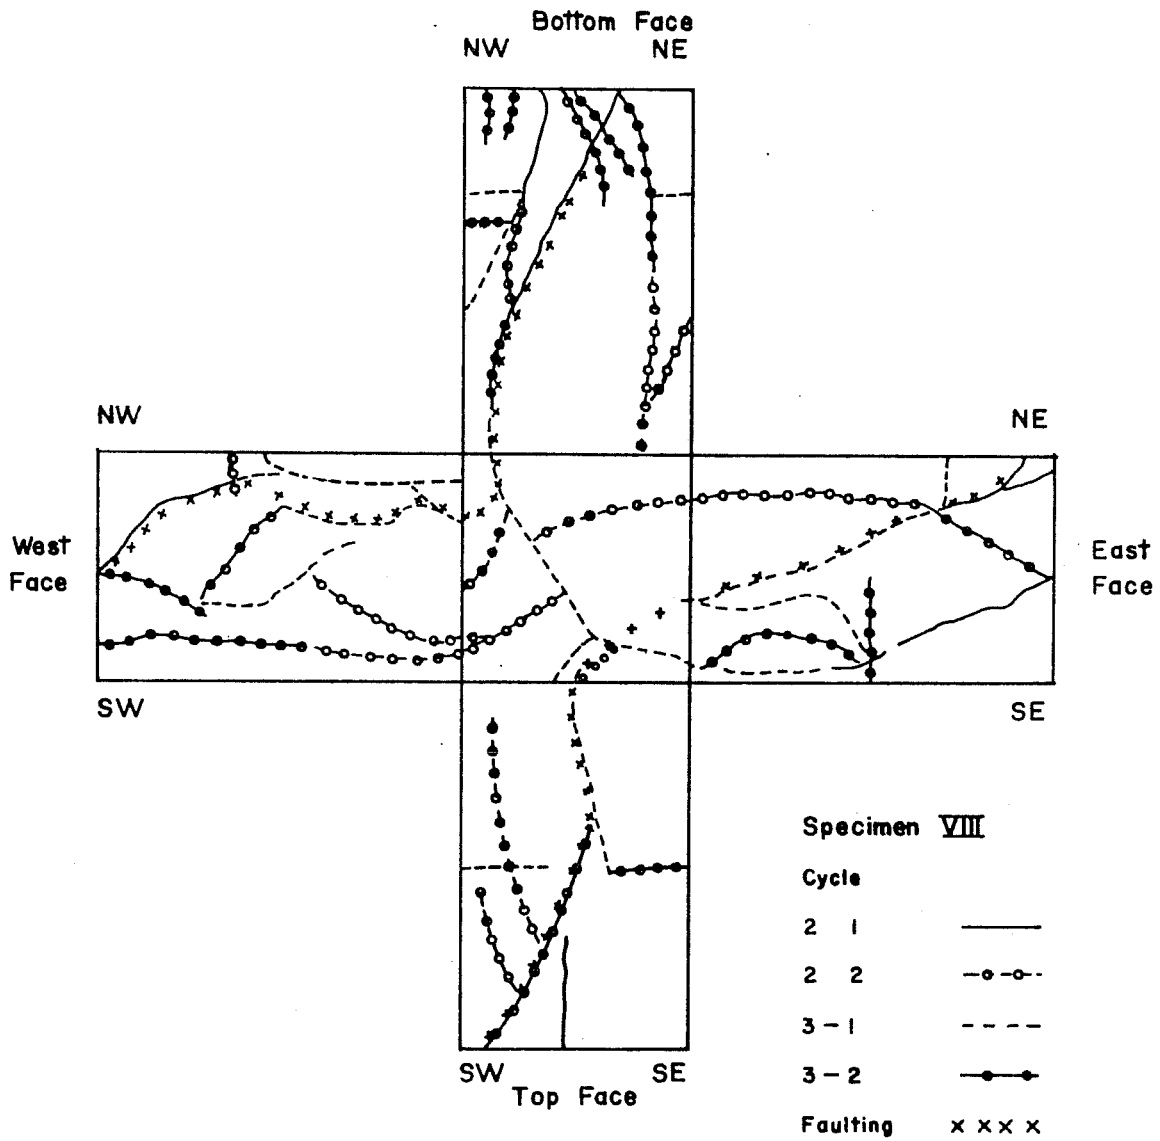 Bottom Face
NW NE
NW NE
West Face
East Face
SW SE
Specimen VIII
Cycle
2 1
2 2
3 – 1
3 – 2
Faulting x x x x
SW SE
Top Face